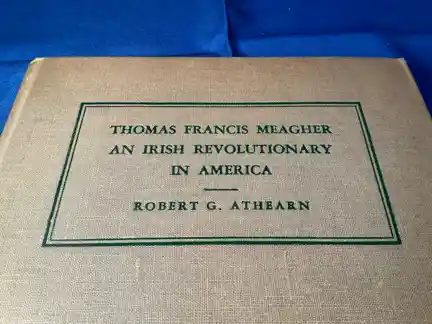 THOMAS FRANCIS MEAGHER
AN IRISH REVOLUTIONARY
IN AMERICA
ROBERT G. ATHEARN